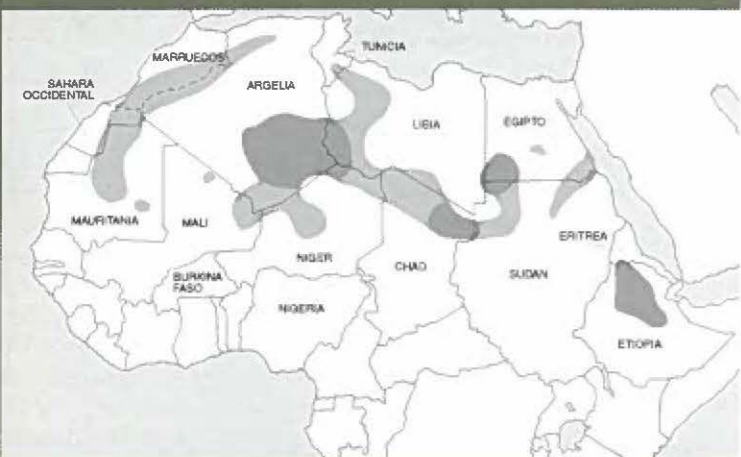 TUNICIA
MARRUECOS
SAHARA
OCCIDENTAL
ARGELIA
LIBIA
EGIPTO
MAURITANIA
MALI
ERITREA
NIGER
CHAD
SUDAN
BURKINA
FASO
NIGERIA
ETIOPIA